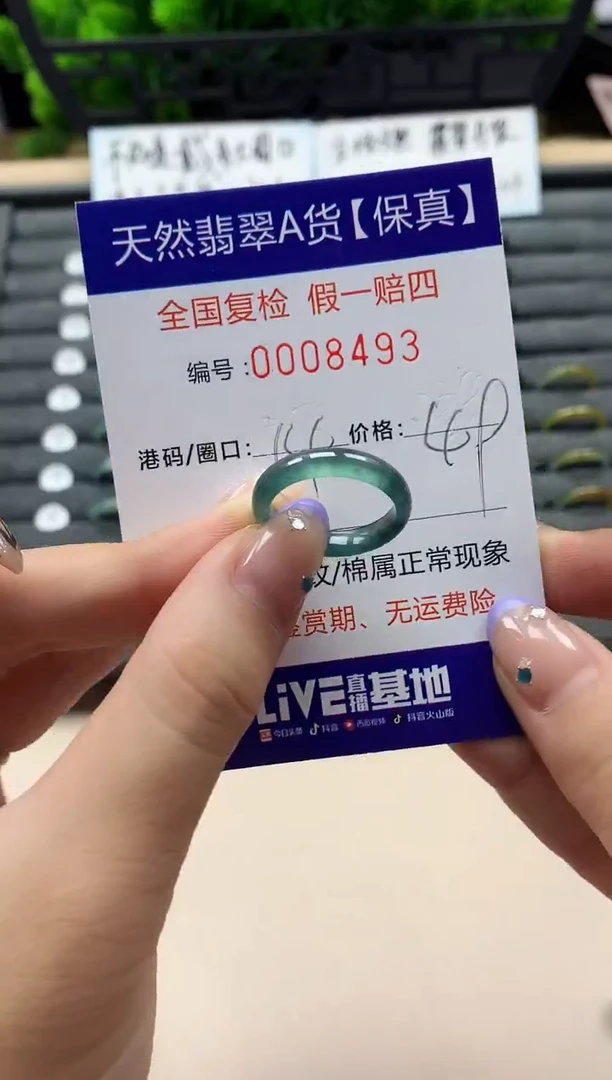 天然翡翠A货【保真】
全国复检 假一赔四
编号:0008493
港码/圈口: 价格:
纹/棉属正常现象
鉴赏期、无运费险
LiVE直播基地
今日头条 抖音 西瓜视频 抖音火山版